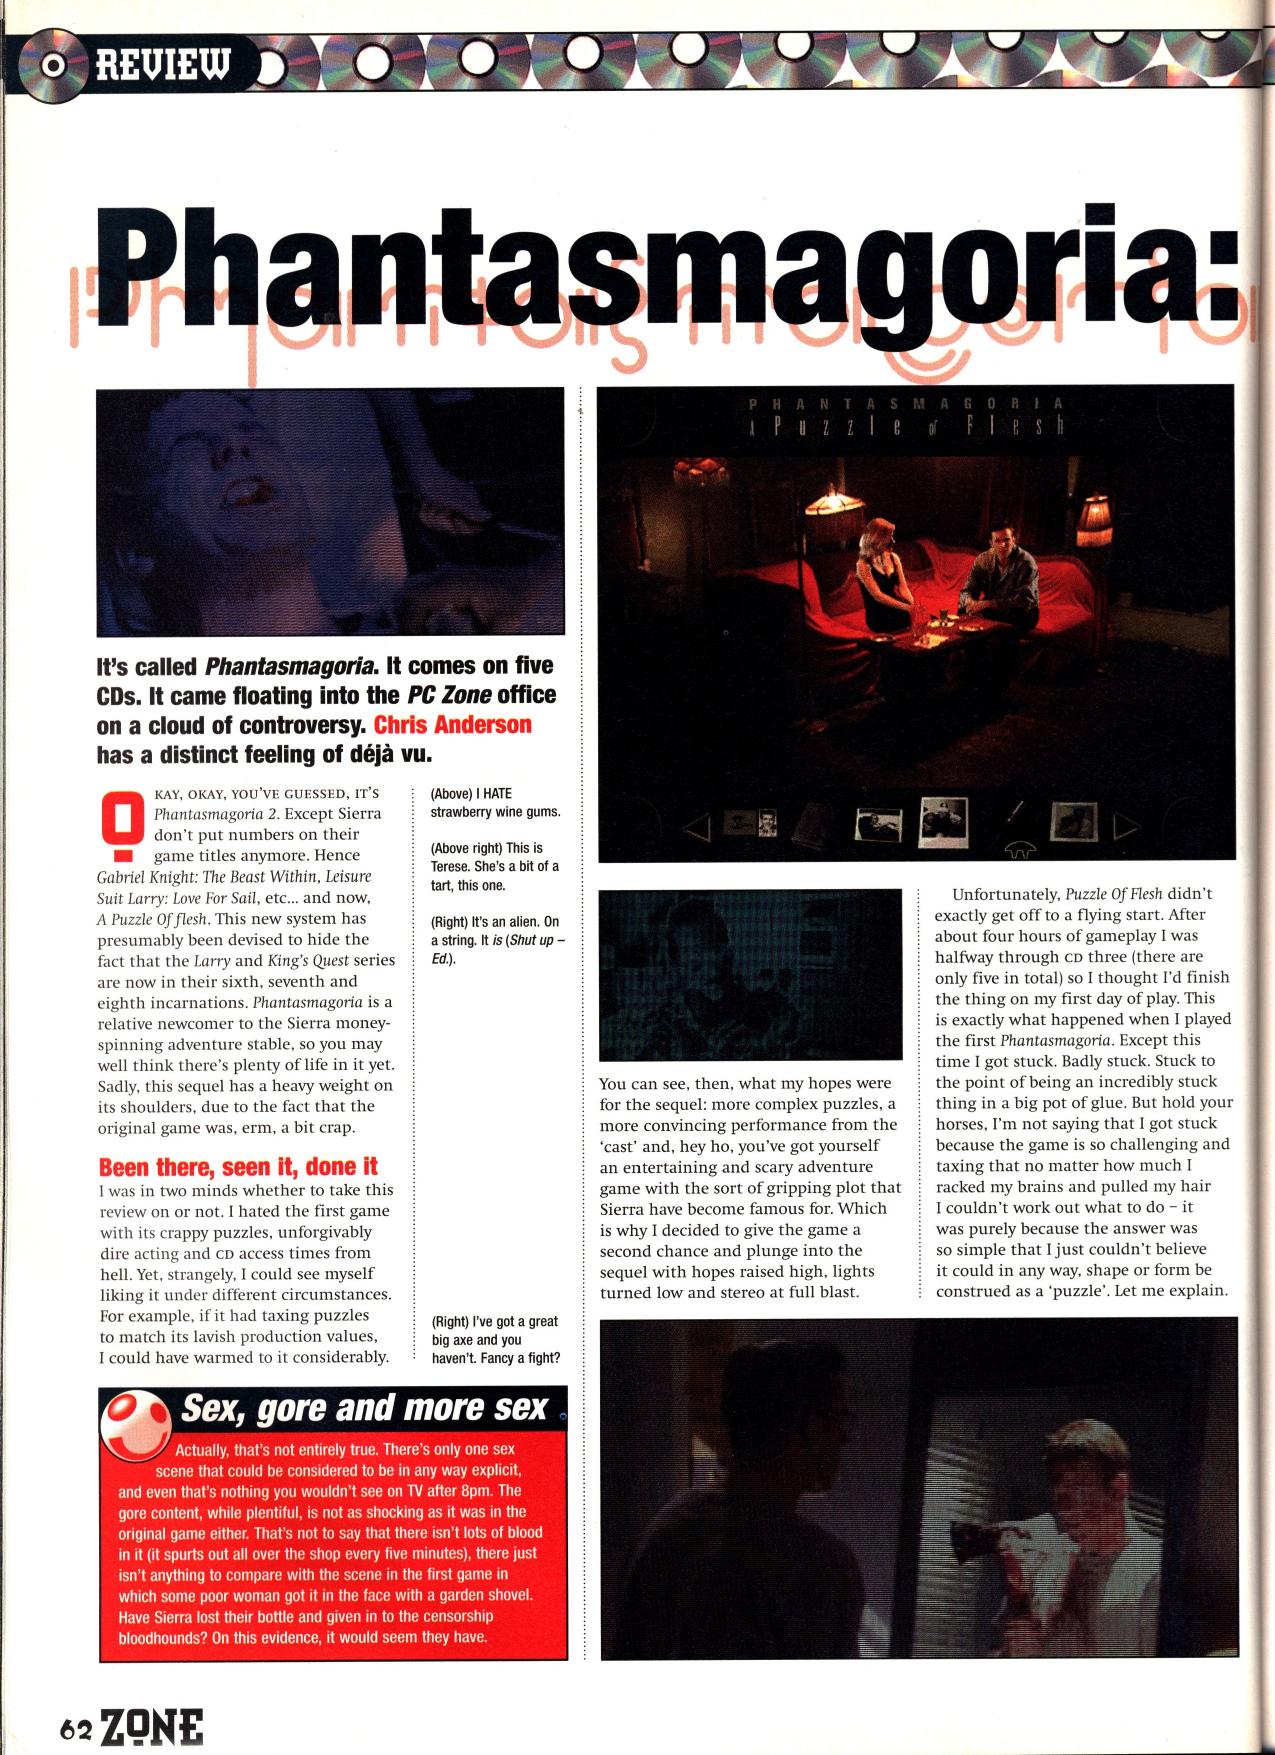 REVIEW
Phantasmagoria:
Phantasmagoria
PHANTASMAGORIA
A Puzzle of Flesh
It's called Phantasmagoria. It comes on five
CDs. It came floating into the PC Zone office
on a cloud of controversy. Chris Anderson
has a distinct feeling of déjà vu.
OKAY, OKAY, YOU'VE GUESSED, IT'S
Phantasmagoria 2. Except Sierra
don't put numbers on their
game titles anymore. Hence
Gabriel Knight: The Beast Within, Leisure
Suit Larry: Love For Sail, etc... and now,
A Puzzle Of flesh. This new system has
presumably been devised to hide the
fact that the Larry and King's Quest series
are now in their sixth, seventh and
eighth incarnations. Phantasmagoria is a
relative newcomer to the Sierra money-
spinning adventure stable, so you may
well think there's plenty of life in it yet.
Sadly, this sequel has a heavy weight on
its shoulders, due to the fact that the
original game was, erm, a bit crap.
Been there, seen it, done it
I was in two minds whether to take this
review on or not. I hated the first game
with its crappy puzzles, unforgivably
dire acting and CD access times from
hell. Yet, strangely, I could see myself
liking it under different circumstances.
For example, if it had taxing puzzles
to match its lavish production values,
I could have warmed to it considerably.
(Above) I HATE
strawberry wine gums.
(Above right) This is
Terese. She's a bit of a
tart, this one.
(Right) It's an alien. On
a string. It is (Shut up –
Ed.).
(Right) I've got a great
big axe and you
haven't. Fancy a fight?
Sex, gore and more sex
Actually, that's not entirely true. There's only one sex
scene that could be considered to be in any way explicit,
and even that's nothing you wouldn't see on TV after 8pm. The
gore content, while plentiful, is not as shocking as it was in the
original game either. That's not to say that there isn't lots of blood
in it (it spurts out all over the shop every five minutes), there just
isn't anything to compare with the scene in the first game in
which some poor woman got it in the face with a garden shovel.
Have Sierra lost their bottle and given in to the censorship
bloodhounds? On this evidence, it would seem they have.
You can see, then, what my hopes were
for the sequel: more complex puzzles, a
more convincing performance from the
'cast' and, hey ho, you've got yourself
an entertaining and scary adventure
game with the sort of gripping plot that
Sierra have become famous for. Which
is why I decided to give the game a
second chance and plunge into the
sequel with hopes raised high, lights
turned low and stereo at full blast.
Unfortunately, Puzzle Of Flesh didn't
exactly get off to a flying start. After
about four hours of gameplay I was
halfway through CD three (there are
only five in total) so I thought I'd finish
the thing on my first day of play. This
is exactly what happened when I played
the first Phantasmagoria. Except this
time I got stuck. Badly stuck. Stuck to
the point of being an incredibly stuck
thing in a big pot of glue. But hold your
horses, I'm not saying that I got stuck
because the game is so challenging and
taxing that no matter how much I
racked my brains and pulled my hair
I couldn't work out what to do – it
was purely because the answer was
so simple that I just couldn't believe
it could in any way, shape or form be
construed as a 'puzzle'. Let me explain.
62 ZONE